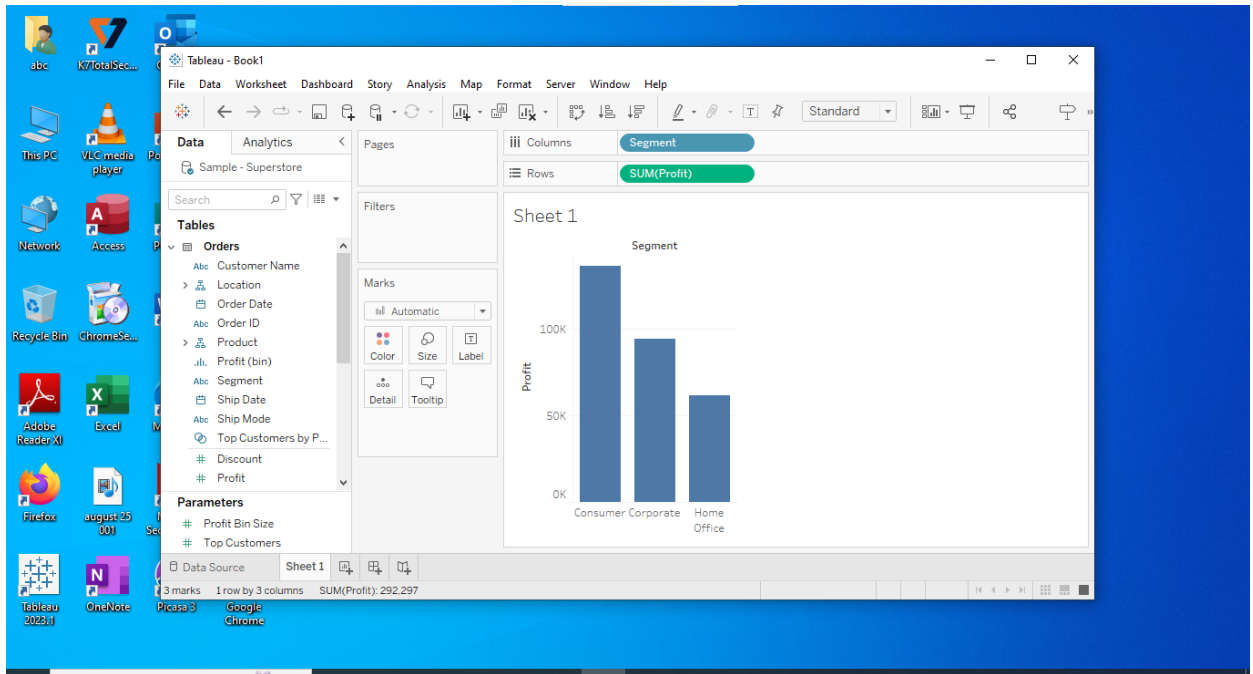 abc
K7TotalSec...
This PC
VLC media
player
Network
Access
Recycle Bin
ChromeSe...
Adobe
Reader XI
Excel
Firefox
august 25
001
Tableau
2023.1
OneNote
Picasa 3
Google
Chrome
Tableau - Book1
File Data Worksheet Dashboard Story Analysis Map Format Server Window Help
Standard
Data Analytics
Sample - Superstore
Search
Tables
Orders
Abc Customer Name
Location
Order Date
Abc Order ID
Product
Profit (bin)
Abc Segment
Ship Date
Abc Ship Mode
Top Customers by P...
# Discount
# Profit
Parameters
# Profit Bin Size
# Top Customers
Pages
Filters
Marks
Automatic
Color Size Label
Detail Tooltip
Columns Segment
Rows SUM(Profit)
Sheet 1
Segment
Profit
100K
50K
0K
Consumer Corporate Home
Office
Data Source Sheet 1
3 marks 1 row by 3 columns SUM(Profit): 292.297